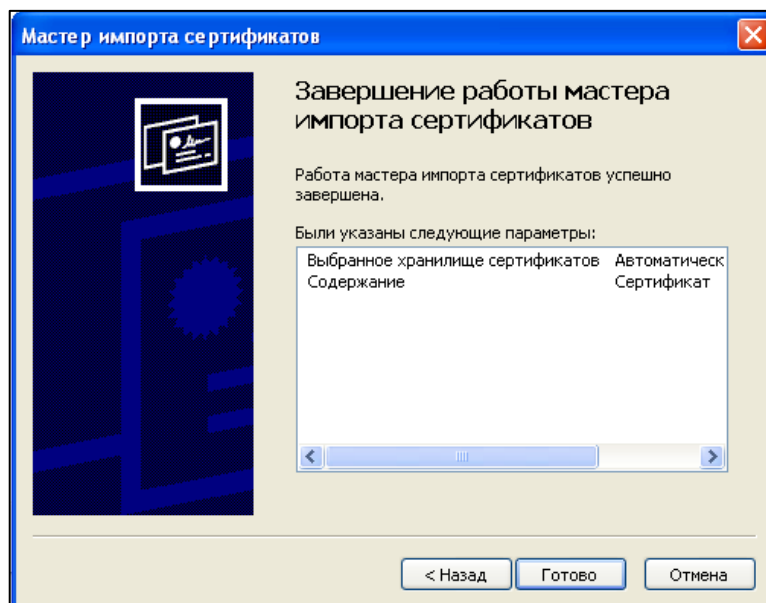 Мастер импорта сертификатов
Завершение работы мастера
импорта сертификатов
Работа мастера импорта сертификатов успешно
завершена.
Были указаны следующие параметры:
Выбранное хранилище сертификатов Автоматическ
Содержание Сертификат
< Назад Готово Отмена